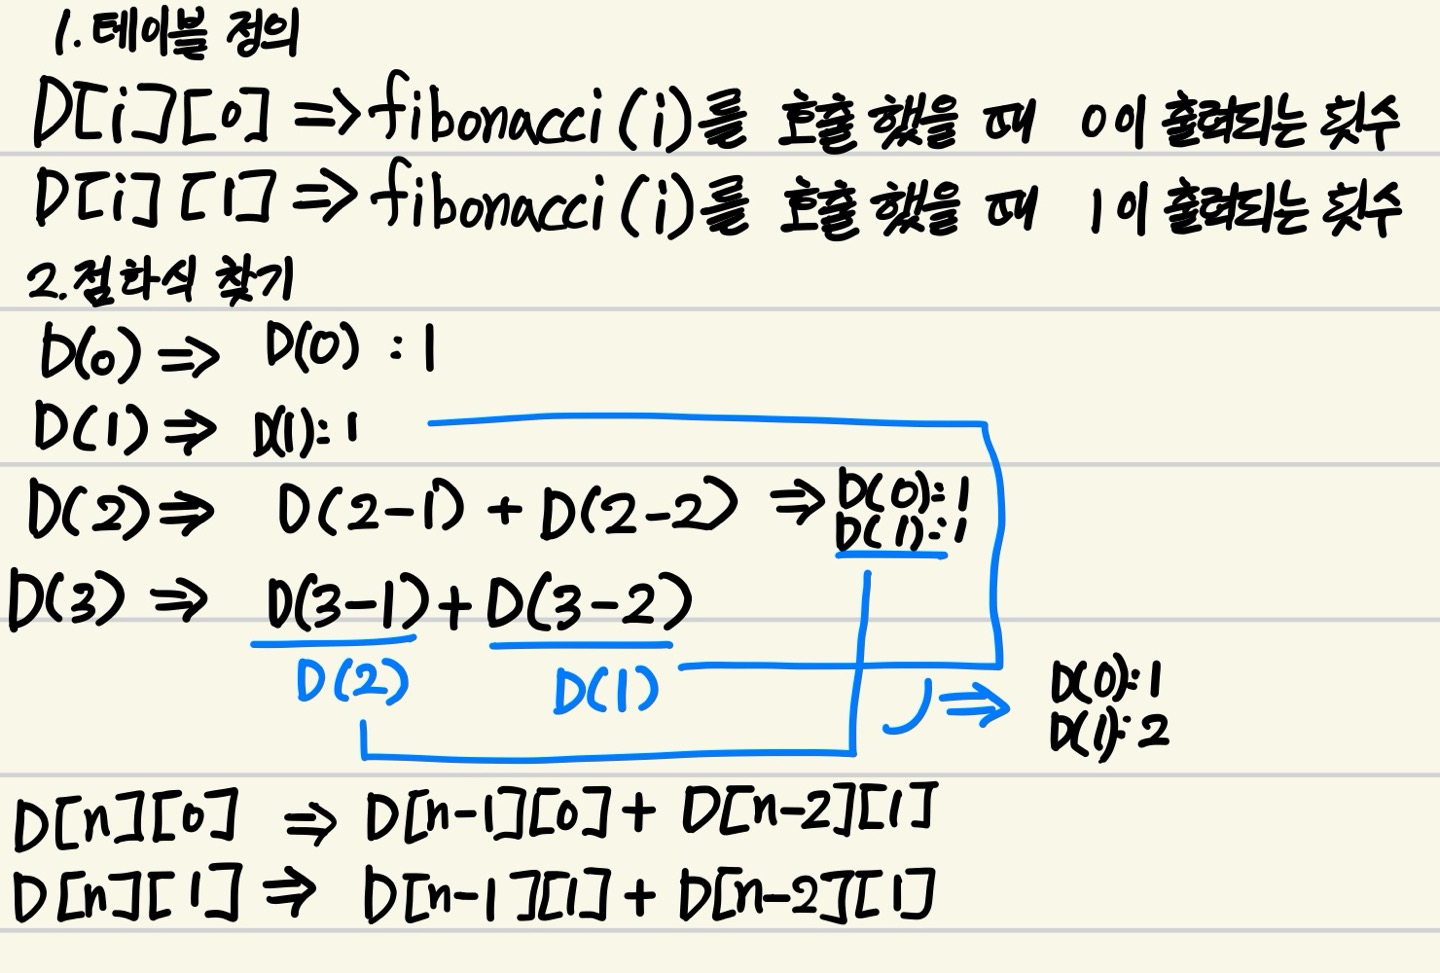 1. 테이블 정의
D[i][0] => fibonacci(i)를 호출 했을 때 0이 출력되는 횟수
D[i][1] => fibonacci(i)를 호출 했을 때 1이 출력되는 횟수
2. 점화식 찾기
D(0) => D(0) : 1
D(1) => D(1): 1
D(2) => D(2-1) + D(2-2) => D(0): 1
D(1): 1
D(3) => D(3-1) + D(3-2)
D(2) D(1) => D(0): 1
D(1): 2
D[n][0] => D[n-1][0] + D[n-2][1]
D[n][1] => D[n-1][1] + D[n-2][1]